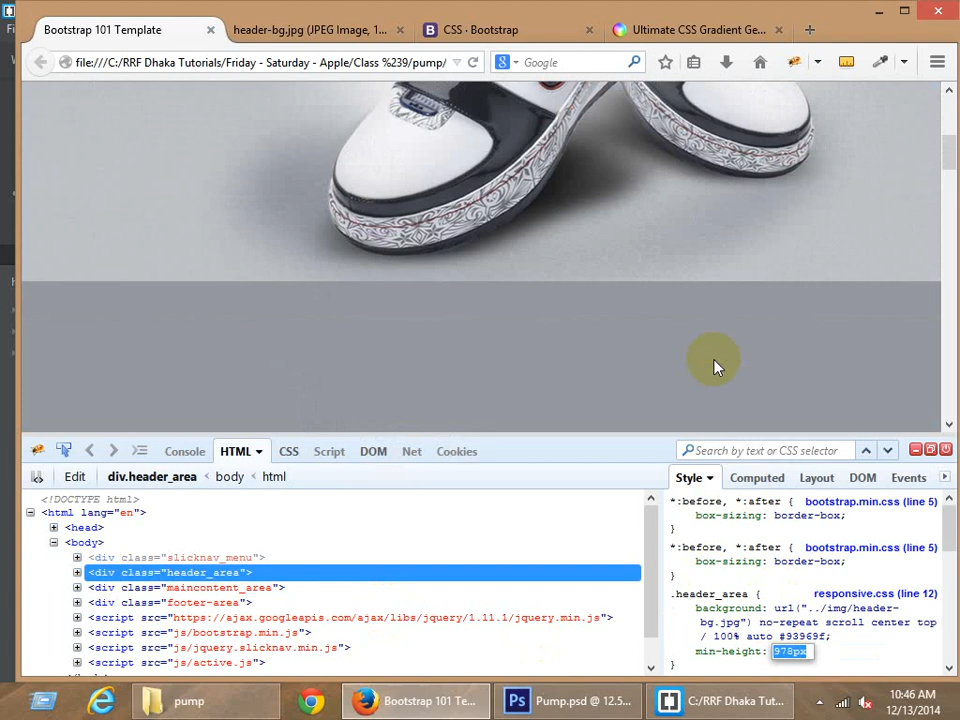 Bootstrap 101 Template
header-bg.jpg (JPEG Image, 1...
CSS · Bootstrap
Ultimate CSS Gradient Ge...
file:///C:/RRF Dhaka Tutorials/Friday - Saturday - Apple/Class %239/pump/
Google
Console
HTML
CSS
Script
DOM
Net
Cookies
Search by text or CSS selector
Edit
div.header_area < body < html
Style
Computed
Layout
DOM
Events
<!DOCTYPE html>
<html lang="en">
<head>
<body>
<div class="slicknav_menu">
<div class="header_area">
<div class="maincontent_area">
<div class="footer-area">
<script src="https://ajax.googleapis.com/ajax/libs/jquery/1.11.1/jquery.min.js">
<script src="js/bootstrap.min.js">
<script src="js/jquery.slicknav.min.js">
<script src="js/active.js">
*:before, *:after { bootstrap.min.css (line 5)
box-sizing: border-box;
}
*:before, *:after { bootstrap.min.css (line 5)
box-sizing: border-box;
}
.header_area { responsive.css (line 12)
background: url("../img/header-
bg.jpg") no-repeat scroll center top
/ 100% auto #93969f;
min-height: 978px
}
pump
Bootstrap 101 Te...
Pump.psd @ 12.5...
C:/RRF Dhaka Tut...
10:46 AM
12/13/2014